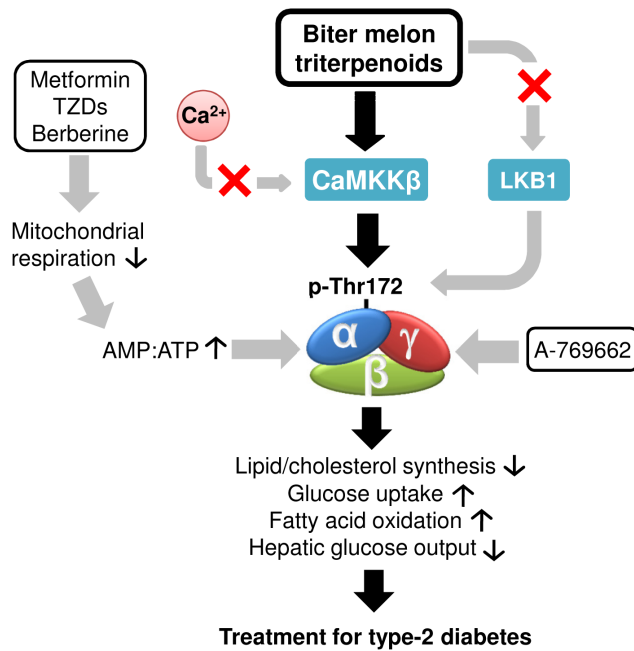 Biter melon
triterpenoids
Metformin
TZDs
Berberine
Ca²⁺
CaMKKβ
LKB1
Mitochondrial
respiration ↓
p-Thr172
α
γ
β
AMP:ATP ↑
A-769662
Lipid/cholesterol synthesis ↓
Glucose uptake ↑
Fatty acid oxidation ↑
Hepatic glucose output ↓
Treatment for type-2 diabetes